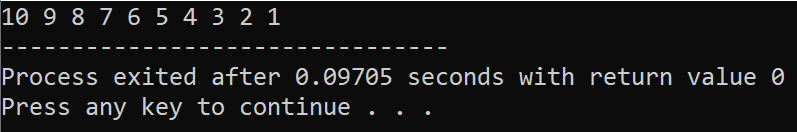 10 9 8 7 6 5 4 3 2 1
--------------------------------
Process exited after 0.09705 seconds with return value 0
Press any key to continue . . .